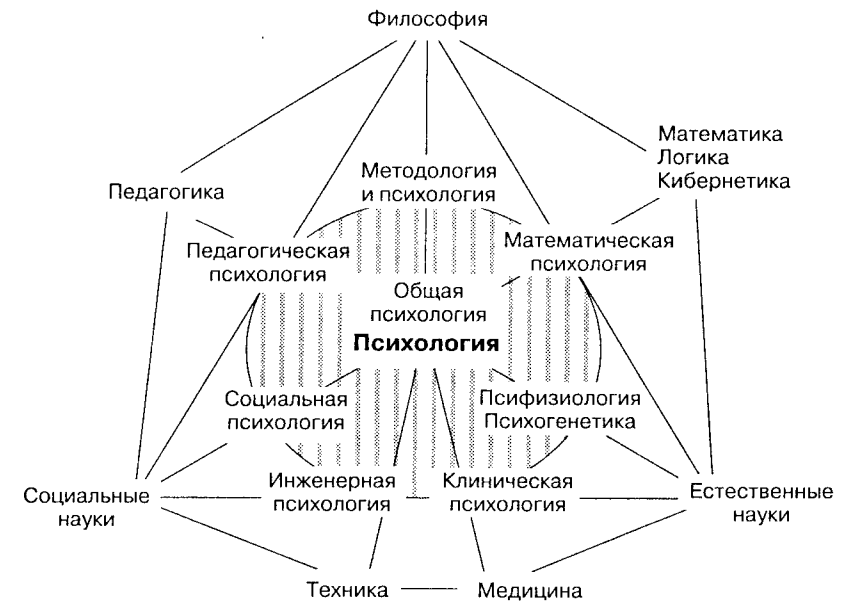 Философия
Математика
Логика
Кибернетика
Педагогика
Методология
и психология
Педагогическая
психология
Математическая
психология
Общая
психология
Психология
Социальная
психология
Псифизиология
Психогенетика
Социальные
науки
Инженерная
психология
Клиническая
психология
Естественные
науки
Техника
Медицина